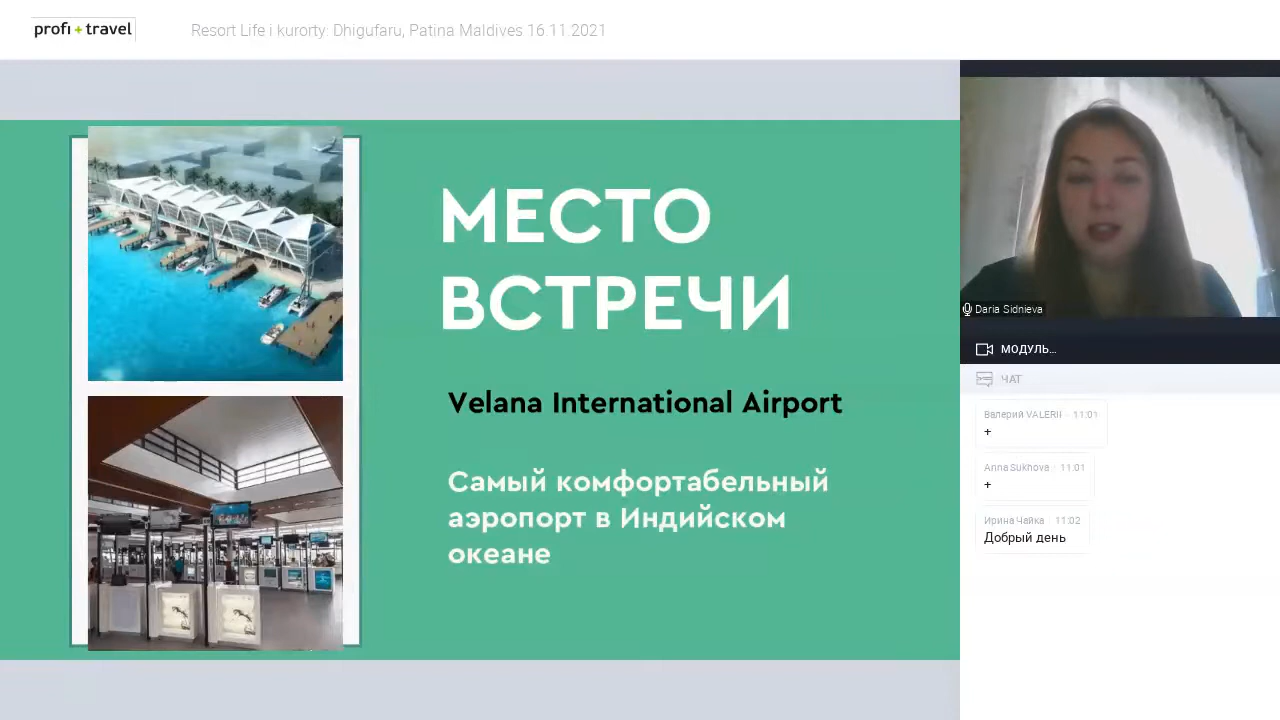 profi + travel
Resort Life i kurorty: Dhigufaru, Patina Maldives 16.11.2021
МЕСТО
ВСТРЕЧИ
Velana International Airport
Самый комфортабельный
аэропорт в Индийском
океане
Daria Sidnieva
МОДУЛЬ...
ЧАТ
Валерий VALERII 11:01
+
Anna Sukhova 11:01
+
Ирина Чайка 11:02
Добрый день